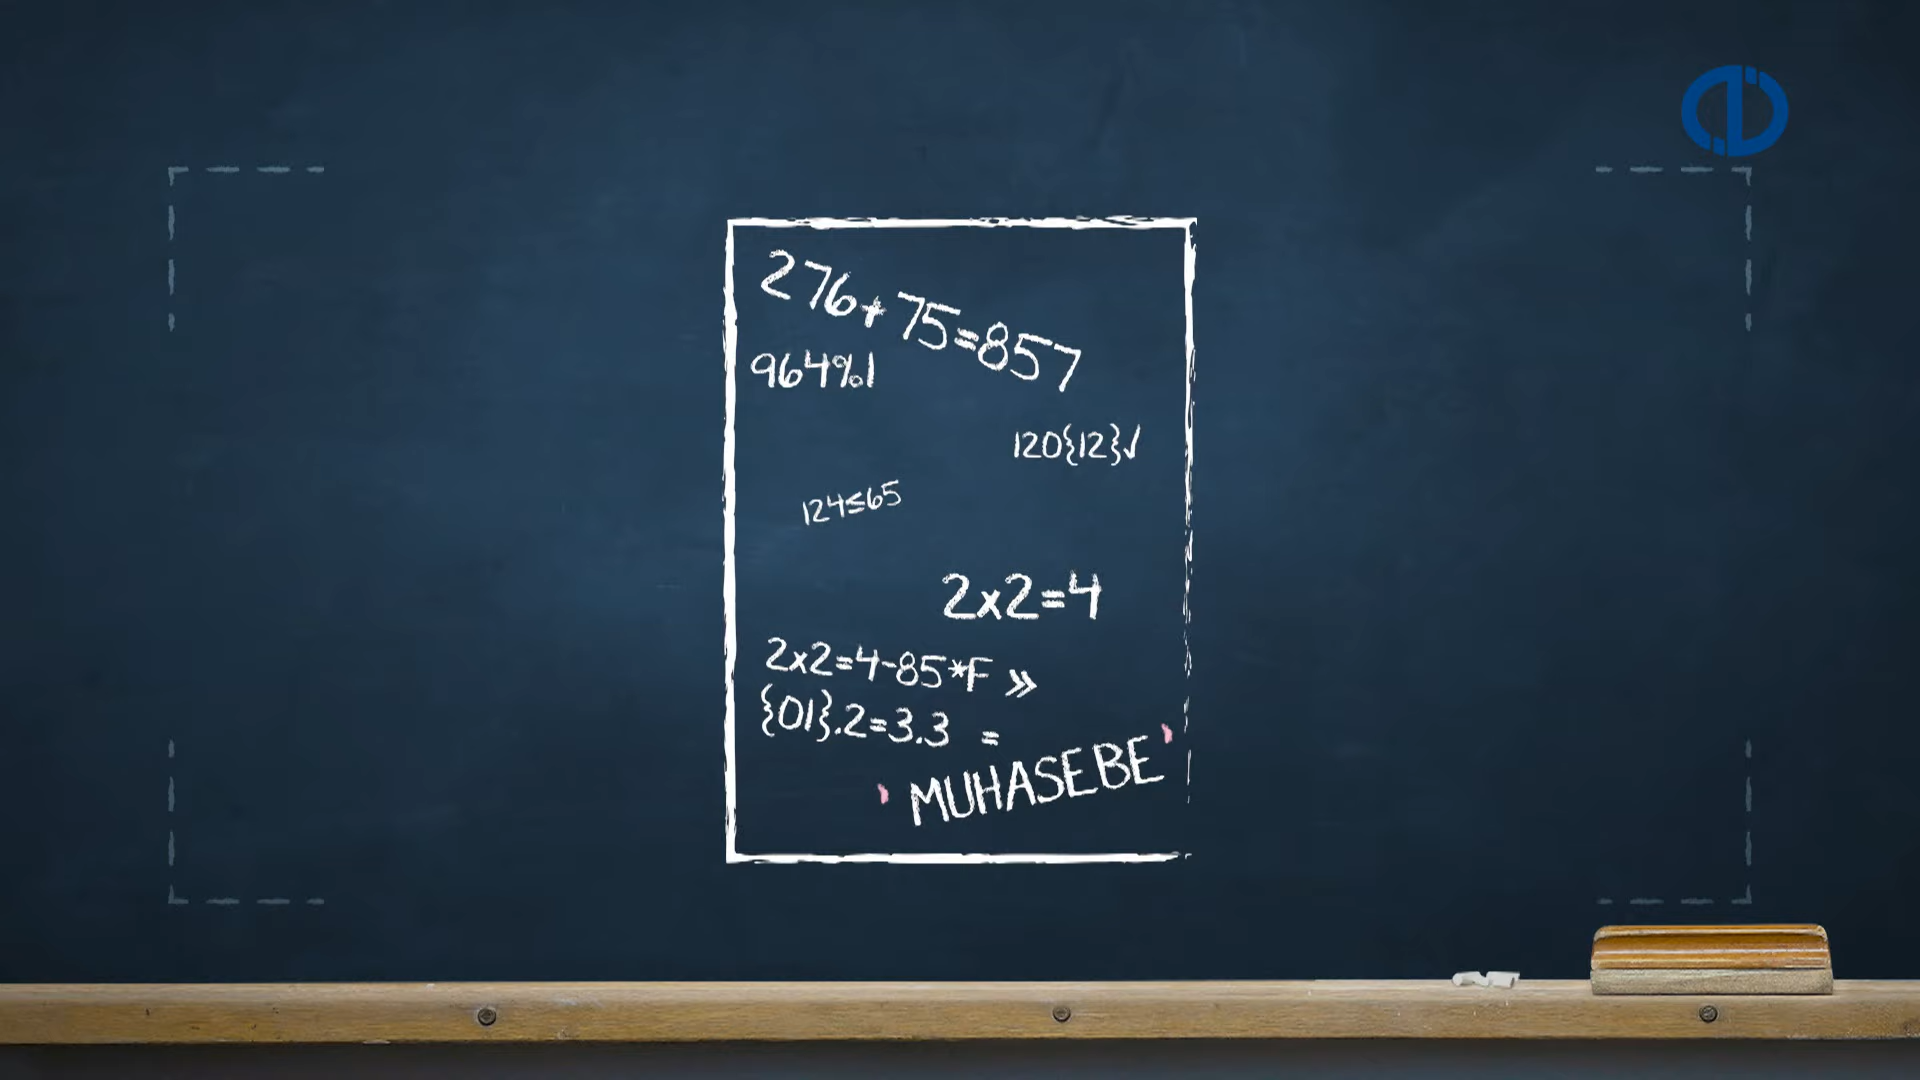 276+75=857
964%1
120{12}√
124≤65
2x2=4
2x2=4-85*F »
{01}.2=3.3 =
' MUHASEBE '